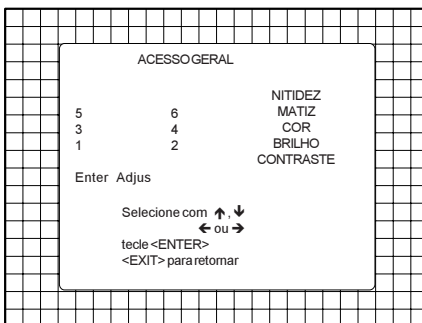 ACESSO GERAL
NITIDEZ
5 6 MATIZ
3 4 COR
1 2 BRILHO
CONTRASTE
Enter Adjus
Selecione com ↑, ↓
← ou →
tecle <ENTER>
<EXIT> para retornar